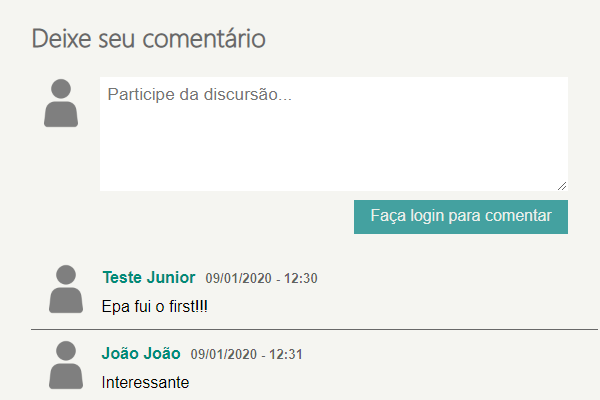 Deixe seu comentário
Participe da discursão...
Faça login para comentar
Teste Junior 09/01/2020 - 12:30
Epa fui o first!!!
João João 09/01/2020 - 12:31
Interessante